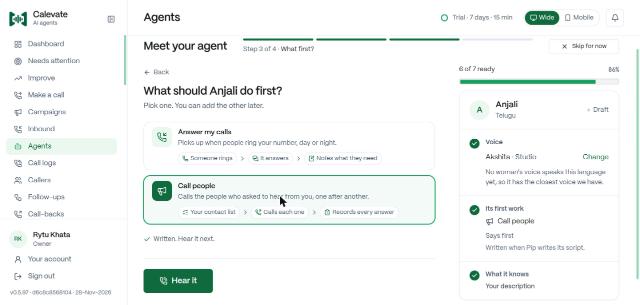 Calevate
AI agents
Dashboard
Needs attention
Improve
Make a call
Campaigns
Inbound
Agents
Call logs
Callers
Follow-ups
Call-backs
RK
Rytu Khata
Owner
Your account
Sign out
Agents
Trial · 7 days · 15 min
Wide
Mobile
Meet your agent
Step 3 of 4 · What first?
Skip for now
Back
What should Anjali do first?
Pick one. You can add the other later.
Answer my calls
Picks up when people ring your number, day or night.
Someone rings > It answers > Notes what they need
Call people
Calls the people who asked to hear from you, one after another.
Your contact list > Calls each one > Records every answer
Written. Hear it next.
Hear it
6 of 7 ready
86%
A
Anjali
Telugu
Draft
Voice
Akshita · Studio
Change
No woman's voice speaks this language
yet, so it has the closest voice we have.
Its first work
Call people
Says first
Written when Pip writes its script.
What it knows
Your description